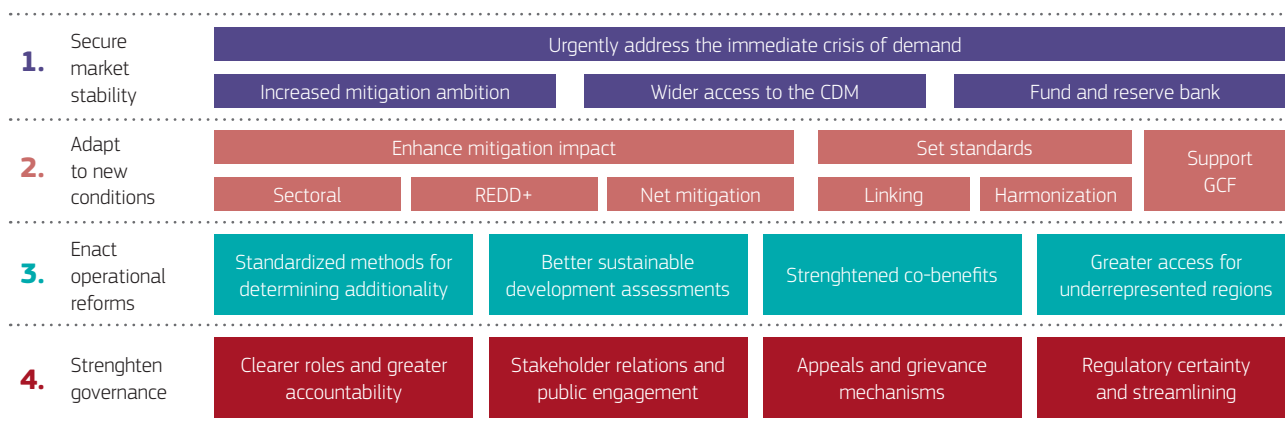 1.
Secure
market
stability
Urgently address the immediate crisis of demand
Increased mitigation ambition
Wider access to the CDM
Fund and reserve bank
2.
Adapt
to new
conditions
Enhance mitigation impact
Set standards
Support
GCF
Sectoral
REDD+
Net mitigation
Linking
Harmonization
3.
Enact
operational
reforms
Standardized methods for
determining additionality
Better sustainable
development assessments
Strenghtened co-benefits
Greater access for
underrepresented regions
4.
Strenghten
governance
Clearer roles and greater
accountability
Stakeholder relations and
public engagement
Appeals and grievance
mechanisms
Regulatory certainty
and streamlining